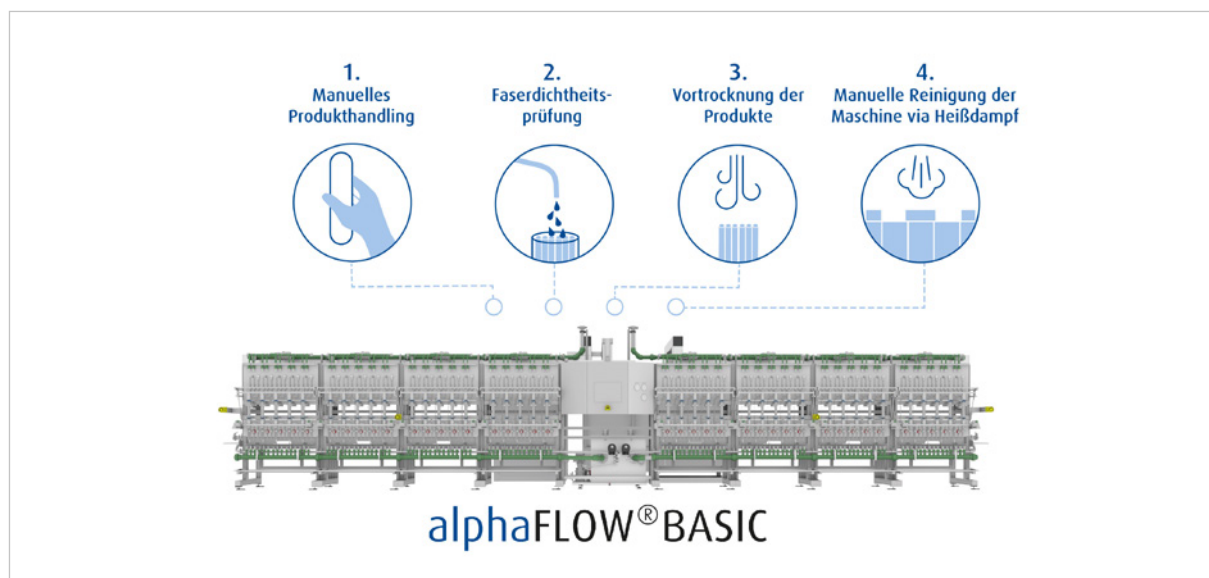 1.
Manuelles
Produkthandling
2.
Faserdichtheits-
prüfung
3.
Vortrocknung der
Produkte
4.
Manuelle Reinigung der
Maschine via Heißdampf
alphaFLOW®BASIC